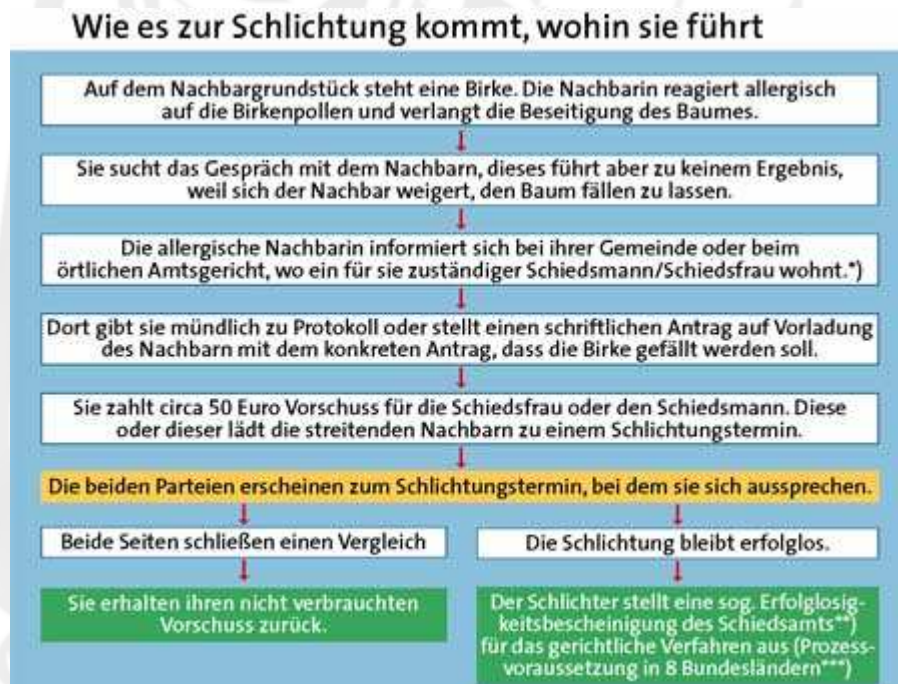 Wie es zur Schlichtung kommt, wohin sie führt
Auf dem Nachbargrundstück steht eine Birke. Die Nachbarin reagiert allergisch
auf die Birkenpollen und verlangt die Beseitigung des Baumes.
Sie sucht das Gespräch mit dem Nachbarn, dieses führt aber zu keinem Ergebnis,
weil sich der Nachbar weigert, den Baum fällen zu lassen.
Die allergische Nachbarin informiert sich bei ihrer Gemeinde oder beim
örtlichen Amtsgericht, wo ein für sie zuständiger Schiedsmann/Schiedsfrau wohnt.*)
Dort gibt sie mündlich zu Protokoll oder stellt einen schriftlichen Antrag auf Vorladung
des Nachbarn mit dem konkreten Antrag, dass die Birke gefällt werden soll.
Sie zahlt circa 50 Euro Vorschuss für die Schiedsfrau oder den Schiedsmann. Diese
oder dieser lädt die streitenden Nachbarn zu einem Schlichtungstermin.
Die beiden Parteien erscheinen zum Schlichtungstermin, bei dem sie sich aussprechen.
Beide Seiten schließen einen Vergleich
Sie erhalten ihren nicht verbrauchten
Vorschuss zurück.
Die Schlichtung bleibt erfolglos.
Der Schlichter stellt eine sog. Erfolglosig-
keitsbescheinigung des Schiedsamts**)
für das gerichtliche Verfahren aus (Prozess-
voraussetzung in 8 Bundesländern***)